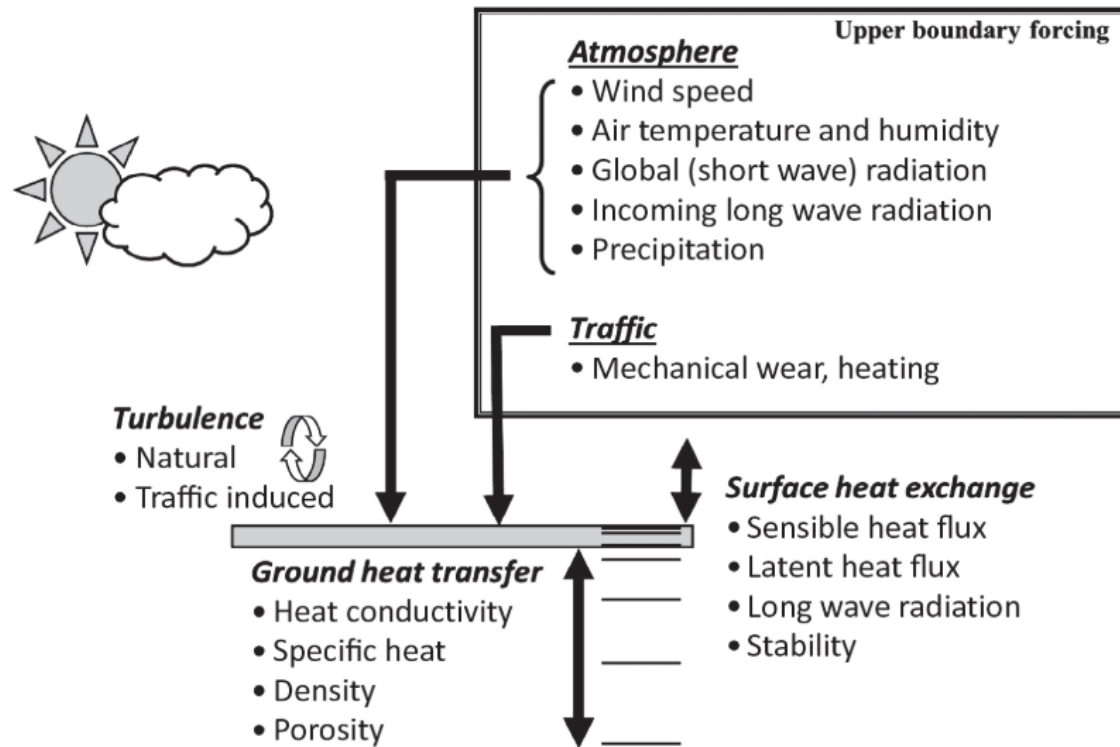 Upper boundary forcing
Atmosphere
• Wind speed
• Air temperature and humidity
• Global (short wave) radiation
• Incoming long wave radiation
• Precipitation
Traffic
• Mechanical wear, heating
Turbulence
• Natural
• Traffic induced
Surface heat exchange
• Sensible heat flux
• Latent heat flux
• Long wave radiation
• Stability
Ground heat transfer
• Heat conductivity
• Specific heat
• Density
• Porosity